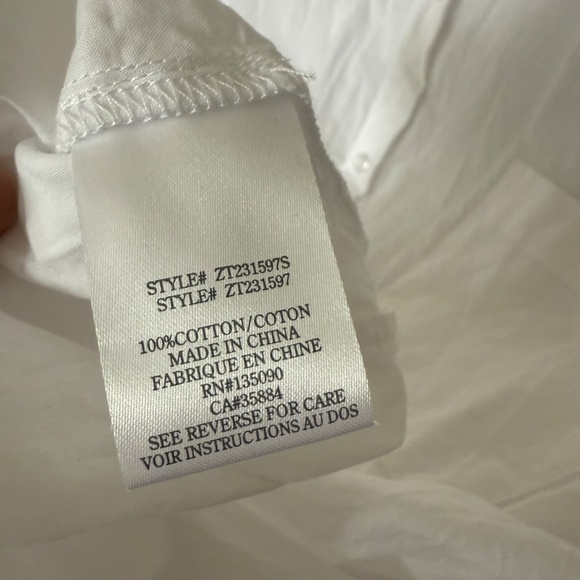 STYLE# ZT231597S
STYLE# ZT231597
100%COTTON/COTON
MADE IN CHINA
FABRIQUE EN CHINE
RN#135090
CA#35884
SEE REVERSE FOR CARE
VOIR INSTRUCTIONS AU DOS